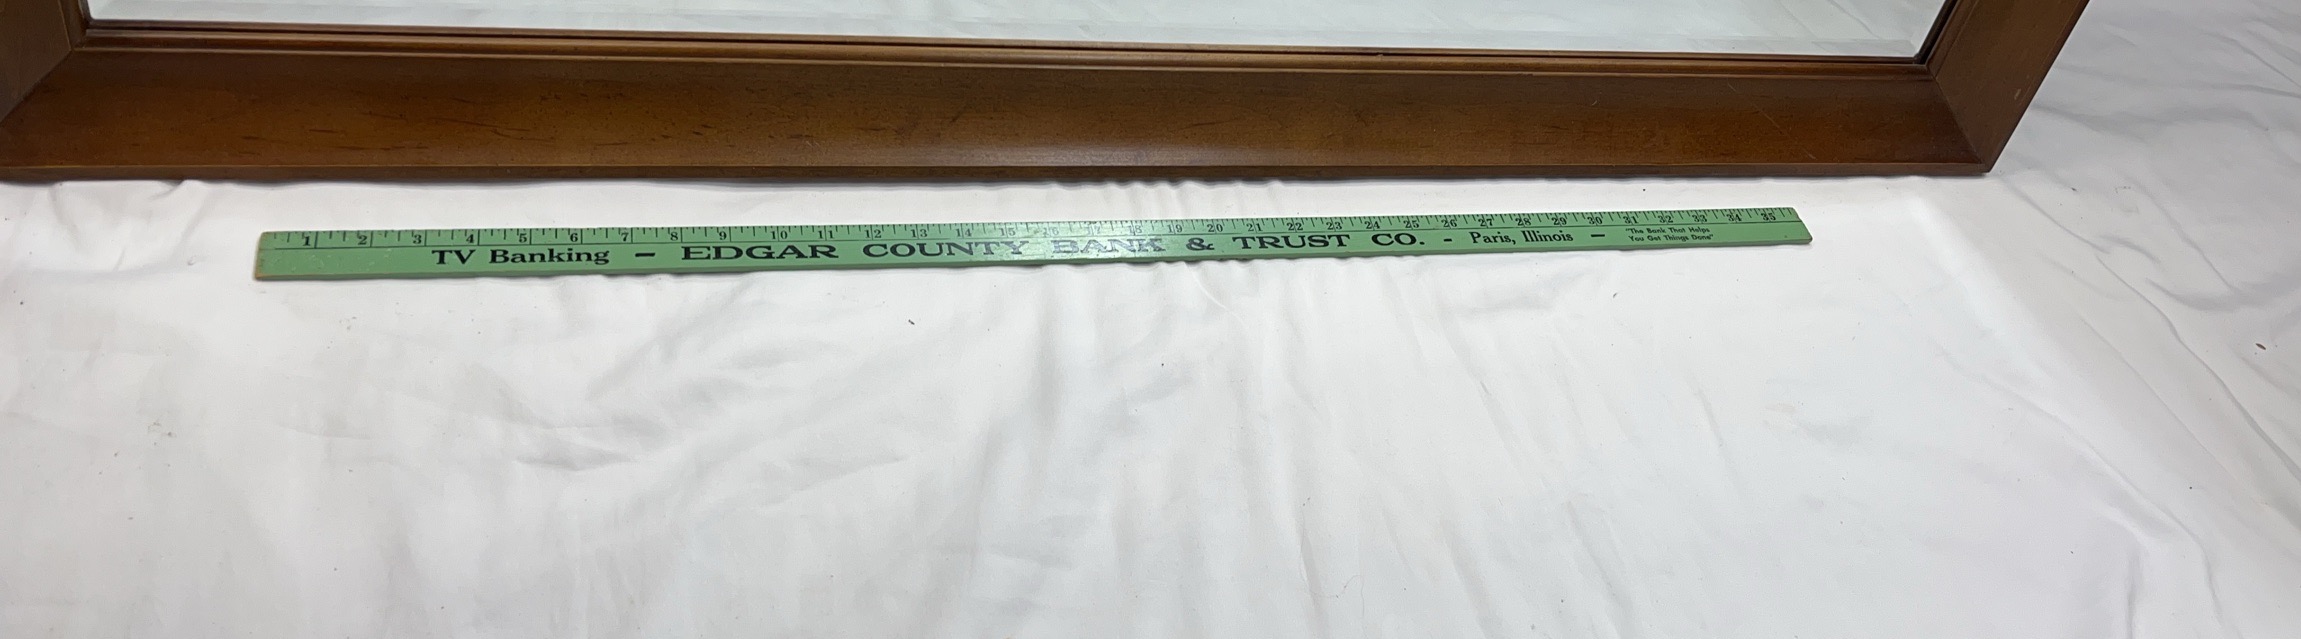 1 2 3 4 5 6 7 8 9 10 11 12 13 14 15 16 17 18 19 20 21 22 23 24 25 26 27 28 29 30 31 32 33 34 35
TV Banking - EDGAR COUNTY BANK & TRUST CO. - Paris, Illinois -
"The Bank That Helps
You Get Things Done"